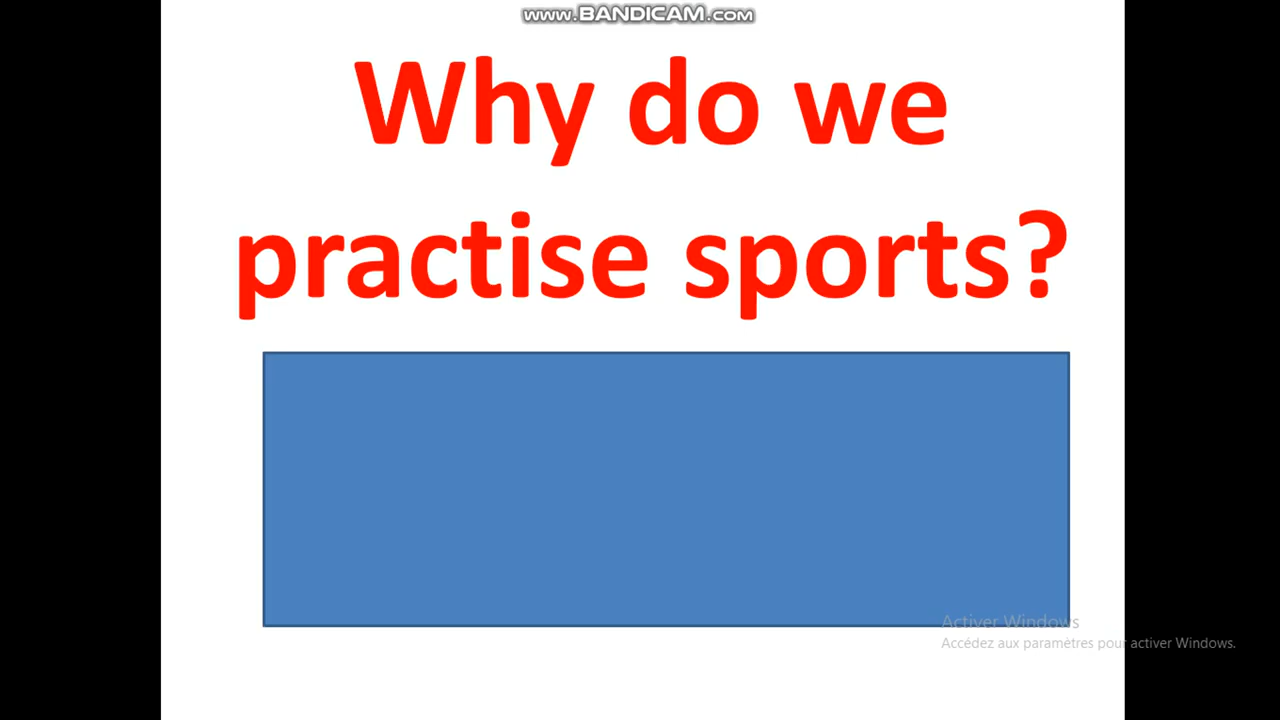 www.BANDICAM.com
Why do we
practise sports?
Activer Windows
Accédez aux paramètres pour activer Windows.